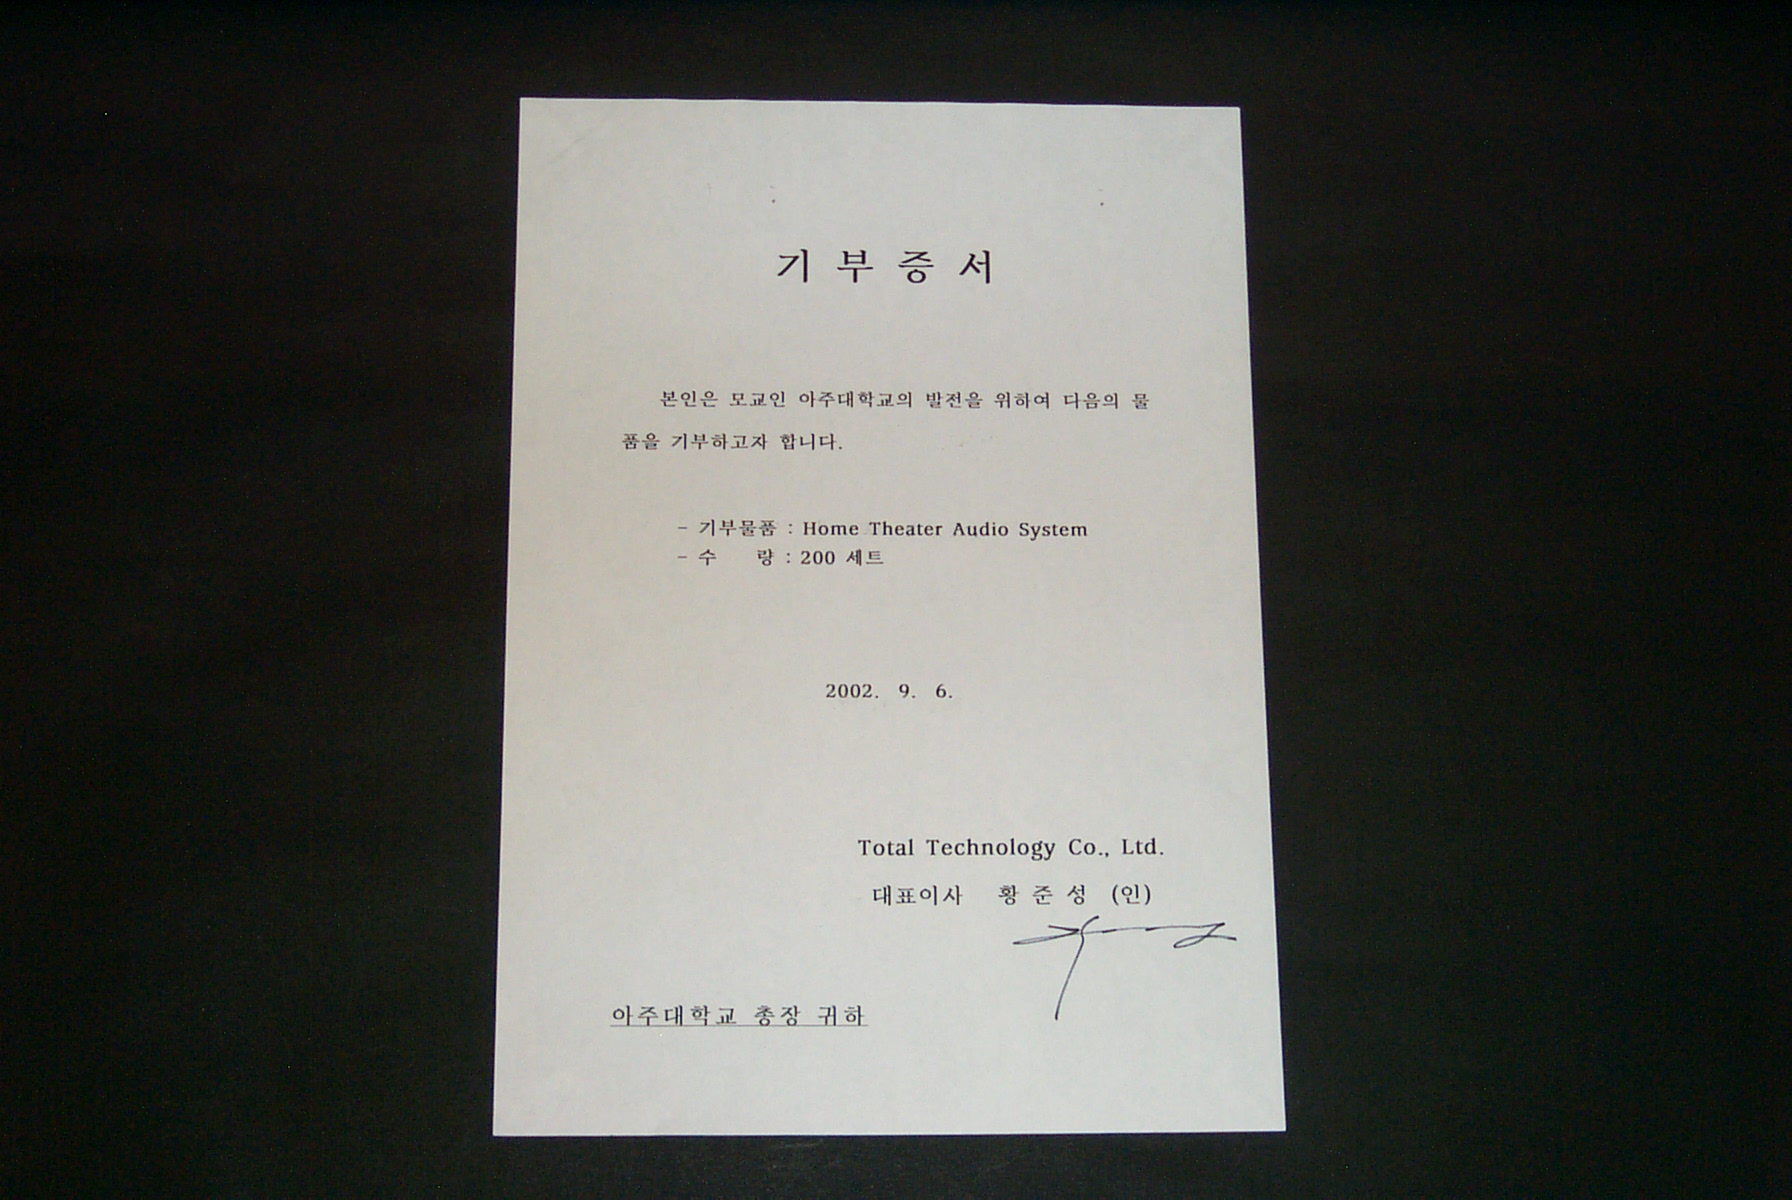 기 부 증 서
본인은 모교인 아주대학교의 발전을 위하여 다음의 물
품을 기부하고자 합니다.
- 기부물품 : Home Theater Audio System
- 수 량 : 200 세트
2002. 9. 6.
Total Technology Co., Ltd.
대표이사 황 준 성 (인)
아주대학교 총장 귀하